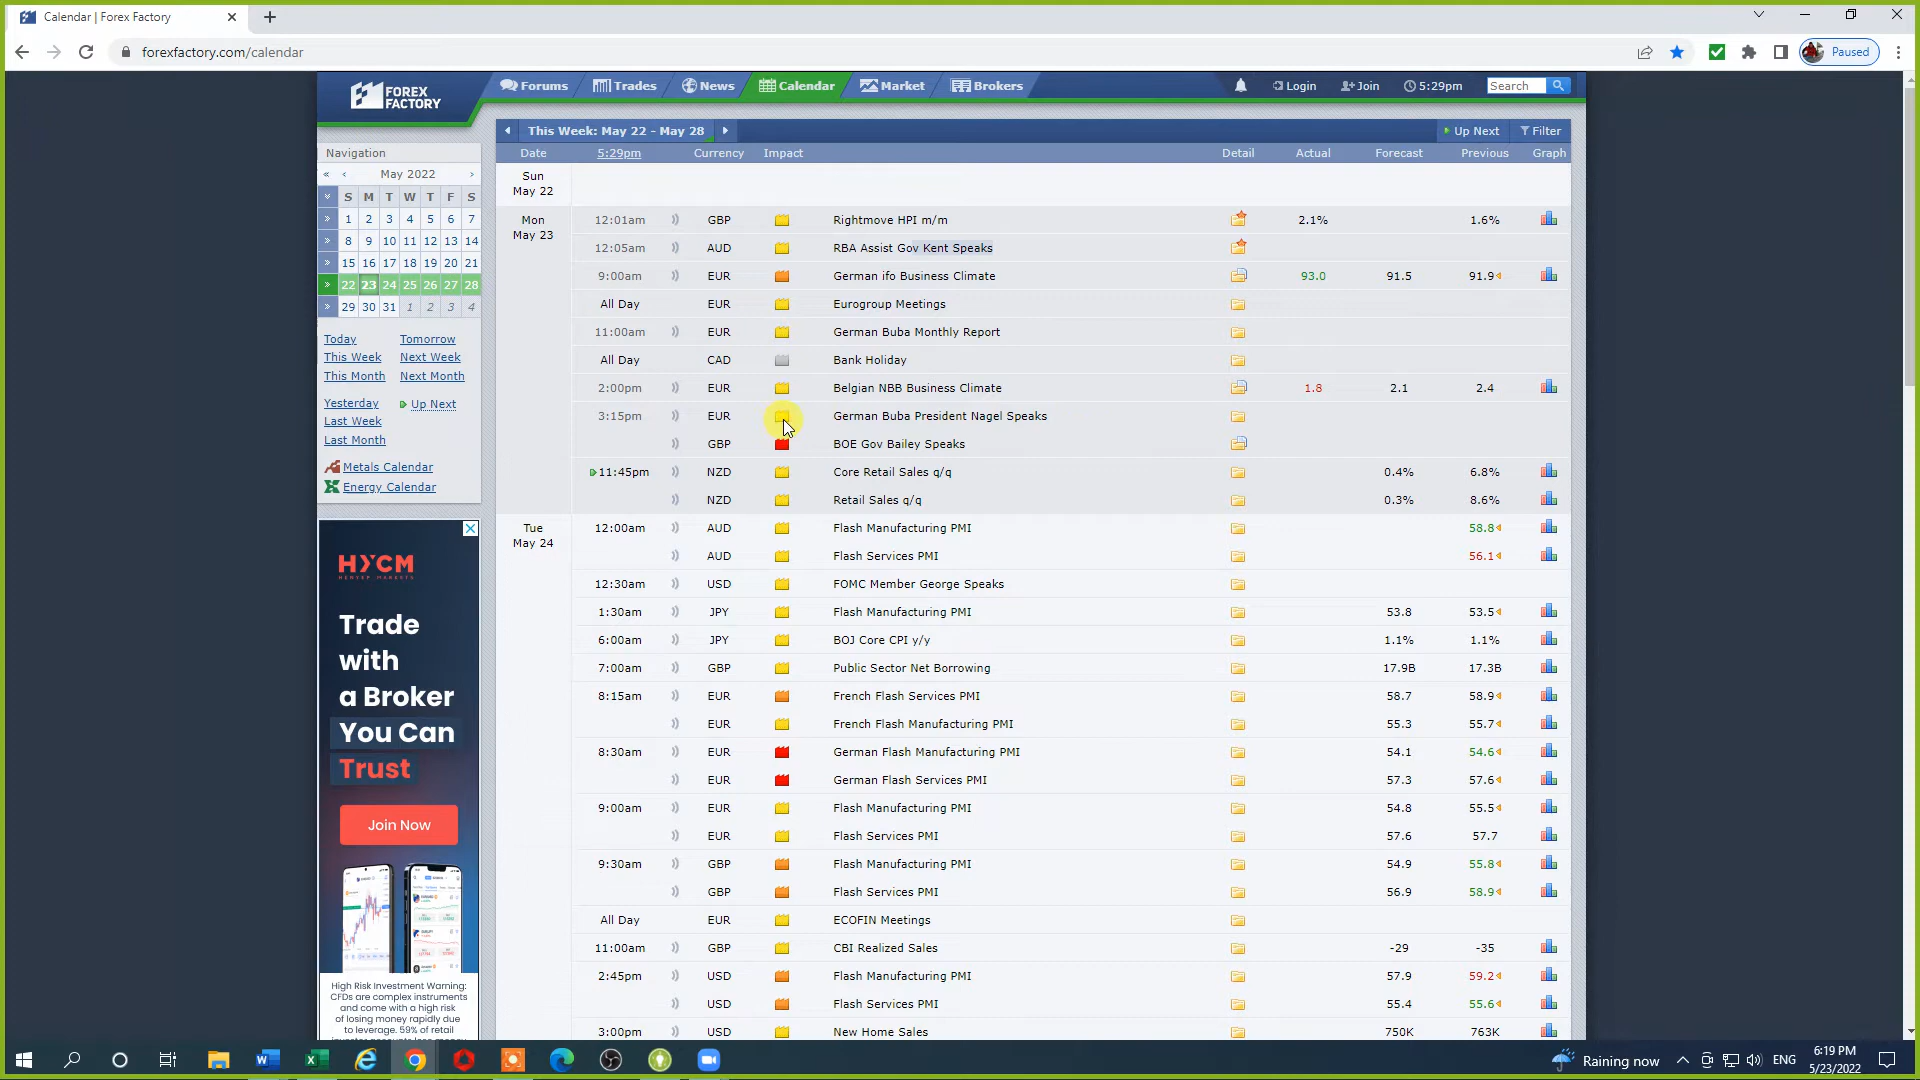 Calendar | Forex Factory
forexfactory.com/calendar
Paused
FOREX FACTORY
Forums Trades News Calendar Market Brokers
Login Join 5:29pm Search
Navigation
May 2022
S M T W T F S
1 2 3 4 5 6 7
8 9 10 11 12 13 14
15 16 17 18 19 20 21
22 23 24 25 26 27 28
29 30 31 1 2 3 4
Today Tomorrow
This Week Next Week
This Month Next Month
Yesterday Up Next
Last Week
Last Month
Metals Calendar
Energy Calendar
HYCM
Trade
with
a Broker
You Can
Trust
Join Now
High Risk Investment Warning:
CFDs are complex instruments
and come with a high risk
of losing money rapidly due
to leverage. 59% of retail
This Week: May 22 - May 28 Up Next Filter
Date 5:29pm Currency Impact Detail Actual Forecast Previous Graph
Sun
May 22
Mon
May 23
12:01am GBP Rightmove HPI m/m 2.1% 1.6%
12:05am AUD RBA Assist Gov Kent Speaks
9:00am EUR German ifo Business Climate 93.0 91.5 91.9
All Day EUR Eurogroup Meetings
11:00am EUR German Buba Monthly Report
All Day CAD Bank Holiday
2:00pm EUR Belgian NBB Business Climate 1.8 2.1 2.4
3:15pm EUR German Buba President Nagel Speaks
GBP BOE Gov Bailey Speaks
11:45pm NZD Core Retail Sales q/q 0.4% 6.8%
NZD Retail Sales q/q 0.3% 8.6%
Tue
May 24
12:00am AUD Flash Manufacturing PMI 58.8
AUD Flash Services PMI 56.1
12:30am USD FOMC Member George Speaks
1:30am JPY Flash Manufacturing PMI 53.8 53.5
6:00am JPY BOJ Core CPI y/y 1.1% 1.1%
7:00am GBP Public Sector Net Borrowing 17.9B 17.3B
8:15am EUR French Flash Services PMI 58.7 58.9
EUR French Flash Manufacturing PMI 55.3 55.7
8:30am EUR German Flash Manufacturing PMI 54.1 54.6
EUR German Flash Services PMI 57.3 57.6
9:00am EUR Flash Manufacturing PMI 54.8 55.5
EUR Flash Services PMI 57.6 57.7
9:30am GBP Flash Manufacturing PMI 54.9 55.8
GBP Flash Services PMI 56.9 58.9
All Day EUR ECOFIN Meetings
11:00am GBP CBI Realized Sales -29 -35
2:45pm USD Flash Manufacturing PMI 57.9 59.2
USD Flash Services PMI 55.4 55.6
3:00pm USD New Home Sales 750K 763K
Raining now ENG 6:19 PM
5/23/2022